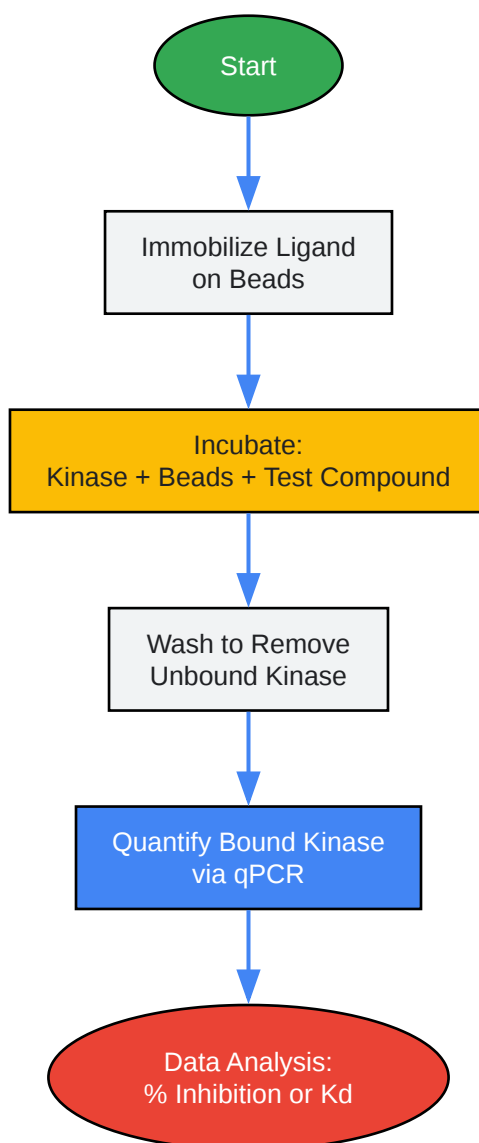 Start
Immobilize Ligand
on Beads
Incubate:
Kinase + Beads + Test Compound
Wash to Remove
Unbound Kinase
Quantify Bound Kinase
via qPCR
Data Analysis:
% Inhibition or Kd